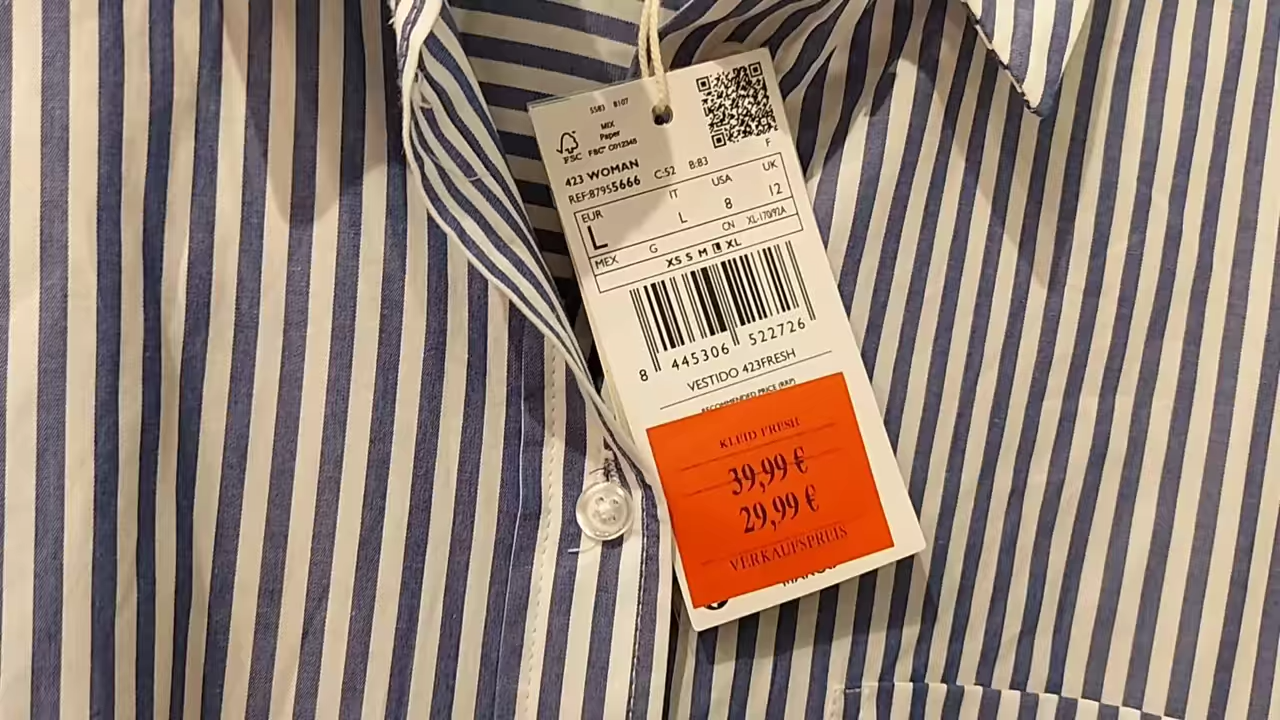 5583 8107
MIX
Paper
FSC FSC™ C012345
423 WOMAN C:52 B:83 F
REF:87955666
EUR IT USA UK
L L 8 12
MEX G CN XL-170/92A
XS S M L XL
8 445306 522726
VESTIDO 423FRESH
RECOMMENDED PRICE (RRP)
KLEID FRESH
39,99 €
29,99 €
VERKAUFSPREIS